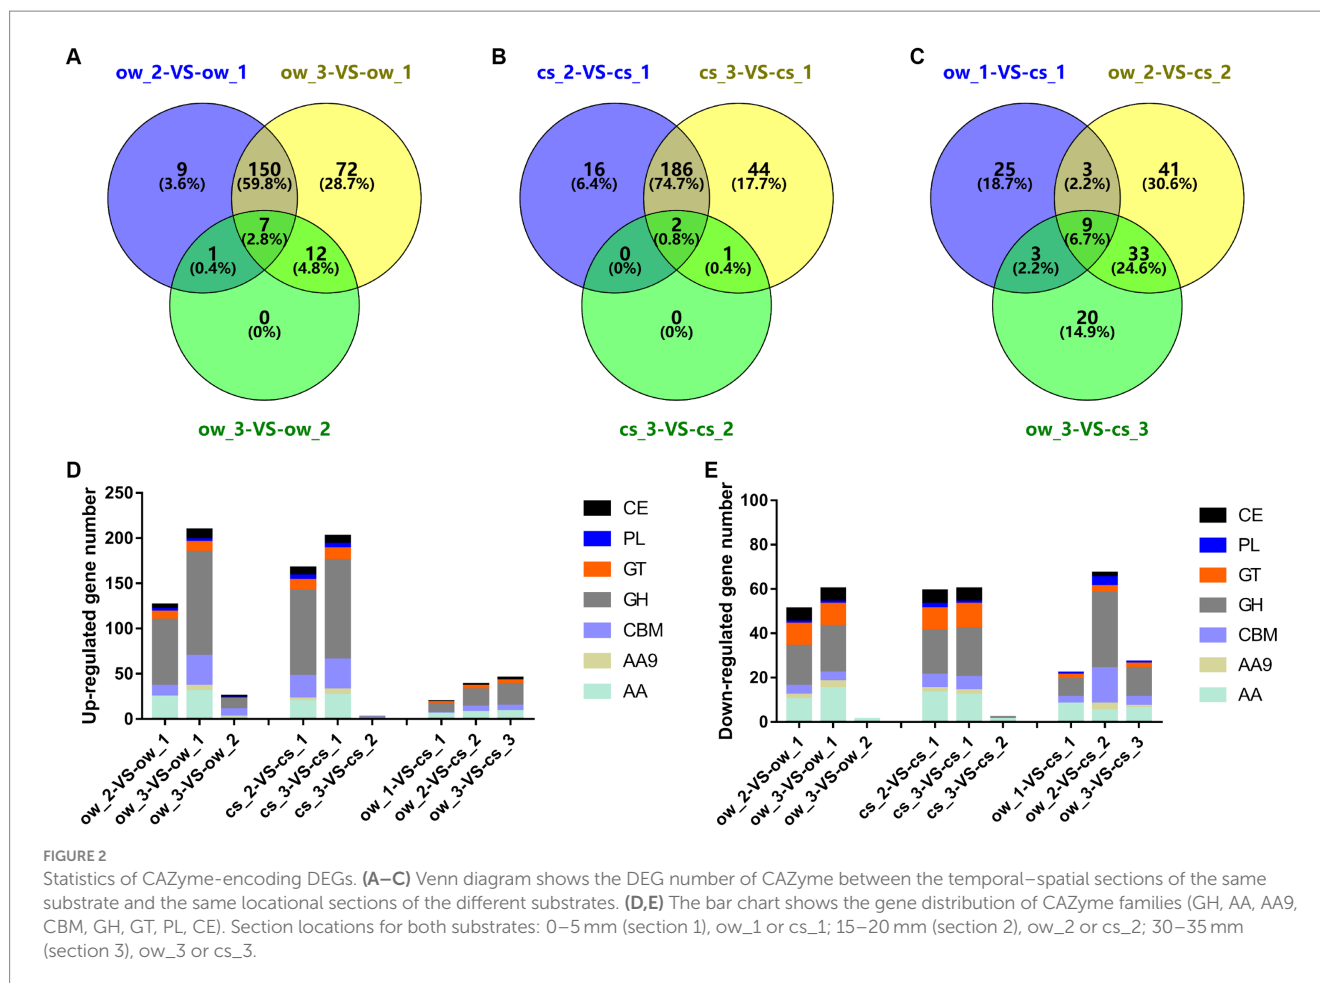 A
ow_2-VS-ow_1
ow_3-VS-ow_1
9
(3.6%)
150
(59.8%)
72
(28.7%)
7
(2.8%)
1
(0.4%)
12
(4.8%)
0
(0%)
ow_3-VS-ow_2
B
cs_2-VS-cs_1
cs_3-VS-cs_1
16
(6.4%)
186
(74.7%)
44
(17.7%)
2
(0.8%)
0
(0%)
1
(0.4%)
0
(0%)
cs_3-VS-cs_2
C
ow_1-VS-cs_1
ow_2-VS-cs_2
25
(18.7%)
3
(2.2%)
41
(30.6%)
9
(6.7%)
3
(2.2%)
33
(24.6%)
20
(14.9%)
ow_3-VS-cs_3
D
Up-regulated gene number
250
200
150
100
50
0
ow_2-VS-ow_1
ow_3-VS-ow_1
ow_3-VS-ow_2
cs_2-VS-cs_1
cs_3-VS-cs_1
cs_3-VS-cs_2
ow_1-VS-cs_1
ow_2-VS-cs_2
ow_3-VS-cs_3
CE
PL
GT
GH
CBM
AA9
AA
E
Down-regulated gene number
100
80
60
40
20
0
ow_2-VS-ow_1
ow_3-VS-ow_1
ow_3-VS-ow_2
cs_2-VS-cs_1
cs_3-VS-cs_1
cs_3-VS-cs_2
ow_1-VS-cs_1
ow_2-VS-cs_2
ow_3-VS-cs_3
CE
PL
GT
GH
CBM
AA9
AA
FIGURE 2
Statistics of CAZyme-encoding DEGs. (A–C) Venn diagram shows the DEG number of CAZyme between the temporal–spatial sections of the same
substrate and the same locational sections of the different substrates. (D,E) The bar chart shows the gene distribution of CAZyme families (GH, AA, AA9,
CBM, GH, GT, PL, CE). Section locations for both substrates: 0–5 mm (section 1), ow_1 or cs_1; 15–20 mm (section 2), ow_2 or cs_2; 30–35 mm
(section 3), ow_3 or cs_3.